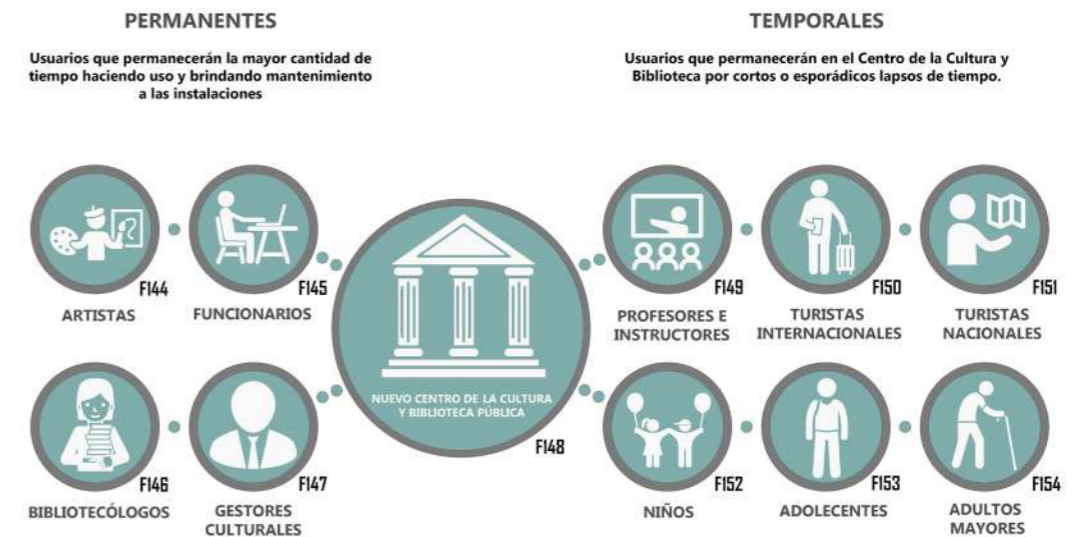 PERMANENTES
Usuarios que permanecerán la mayor cantidad de
tiempo haciendo uso y brindando mantenimiento
a las instalaciones
TEMPORALES
Usuarios que permanecerán en el Centro de la Cultura y
Biblioteca por cortos o esporádicos lapsos de tiempo.
F144
ARTISTAS
F145
FUNCIONARIOS
F146
BIBLIOTECÓLOGOS
F147
GESTORES
CULTURALES
NUEVO CENTRO DE LA CULTURA
Y BIBLIOTECA PÚBLICA
F148
F149
PROFESORES E
INSTRUCTORES
F150
TURISTAS
INTERNACIONALES
F151
TURISTAS
NACIONALES
F152
NIÑOS
F153
ADOLECENTES
F154
ADULTOS
MAYORES